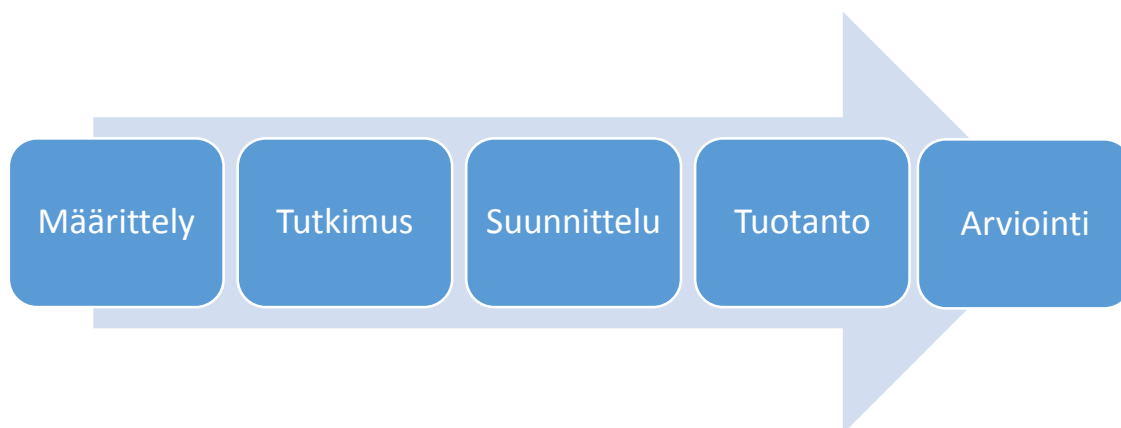 Määrittely
Tutkimus
Suunnittelu
Tuotanto
Arviointi